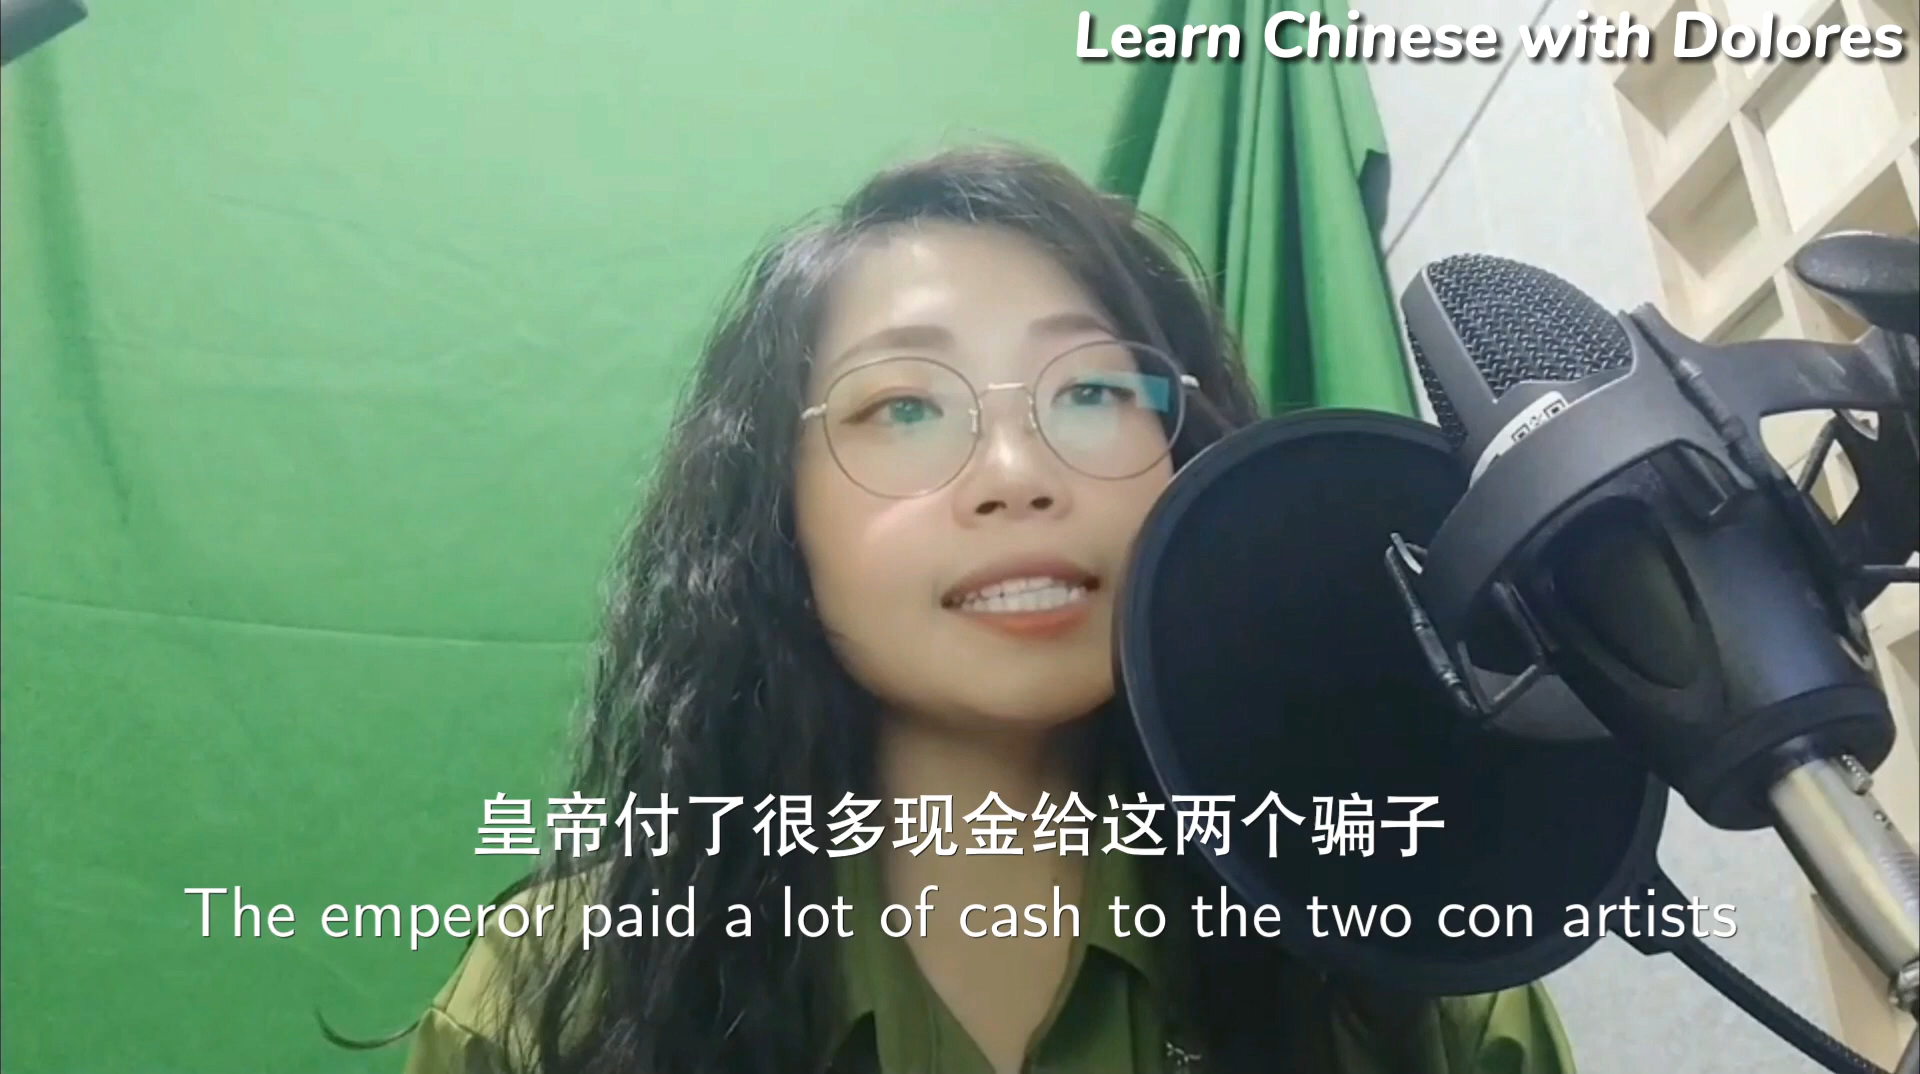 Learn Chinese with Dolores
皇帝付了很多现金给这两个骗子
The emperor paid a lot of cash to the two con artists